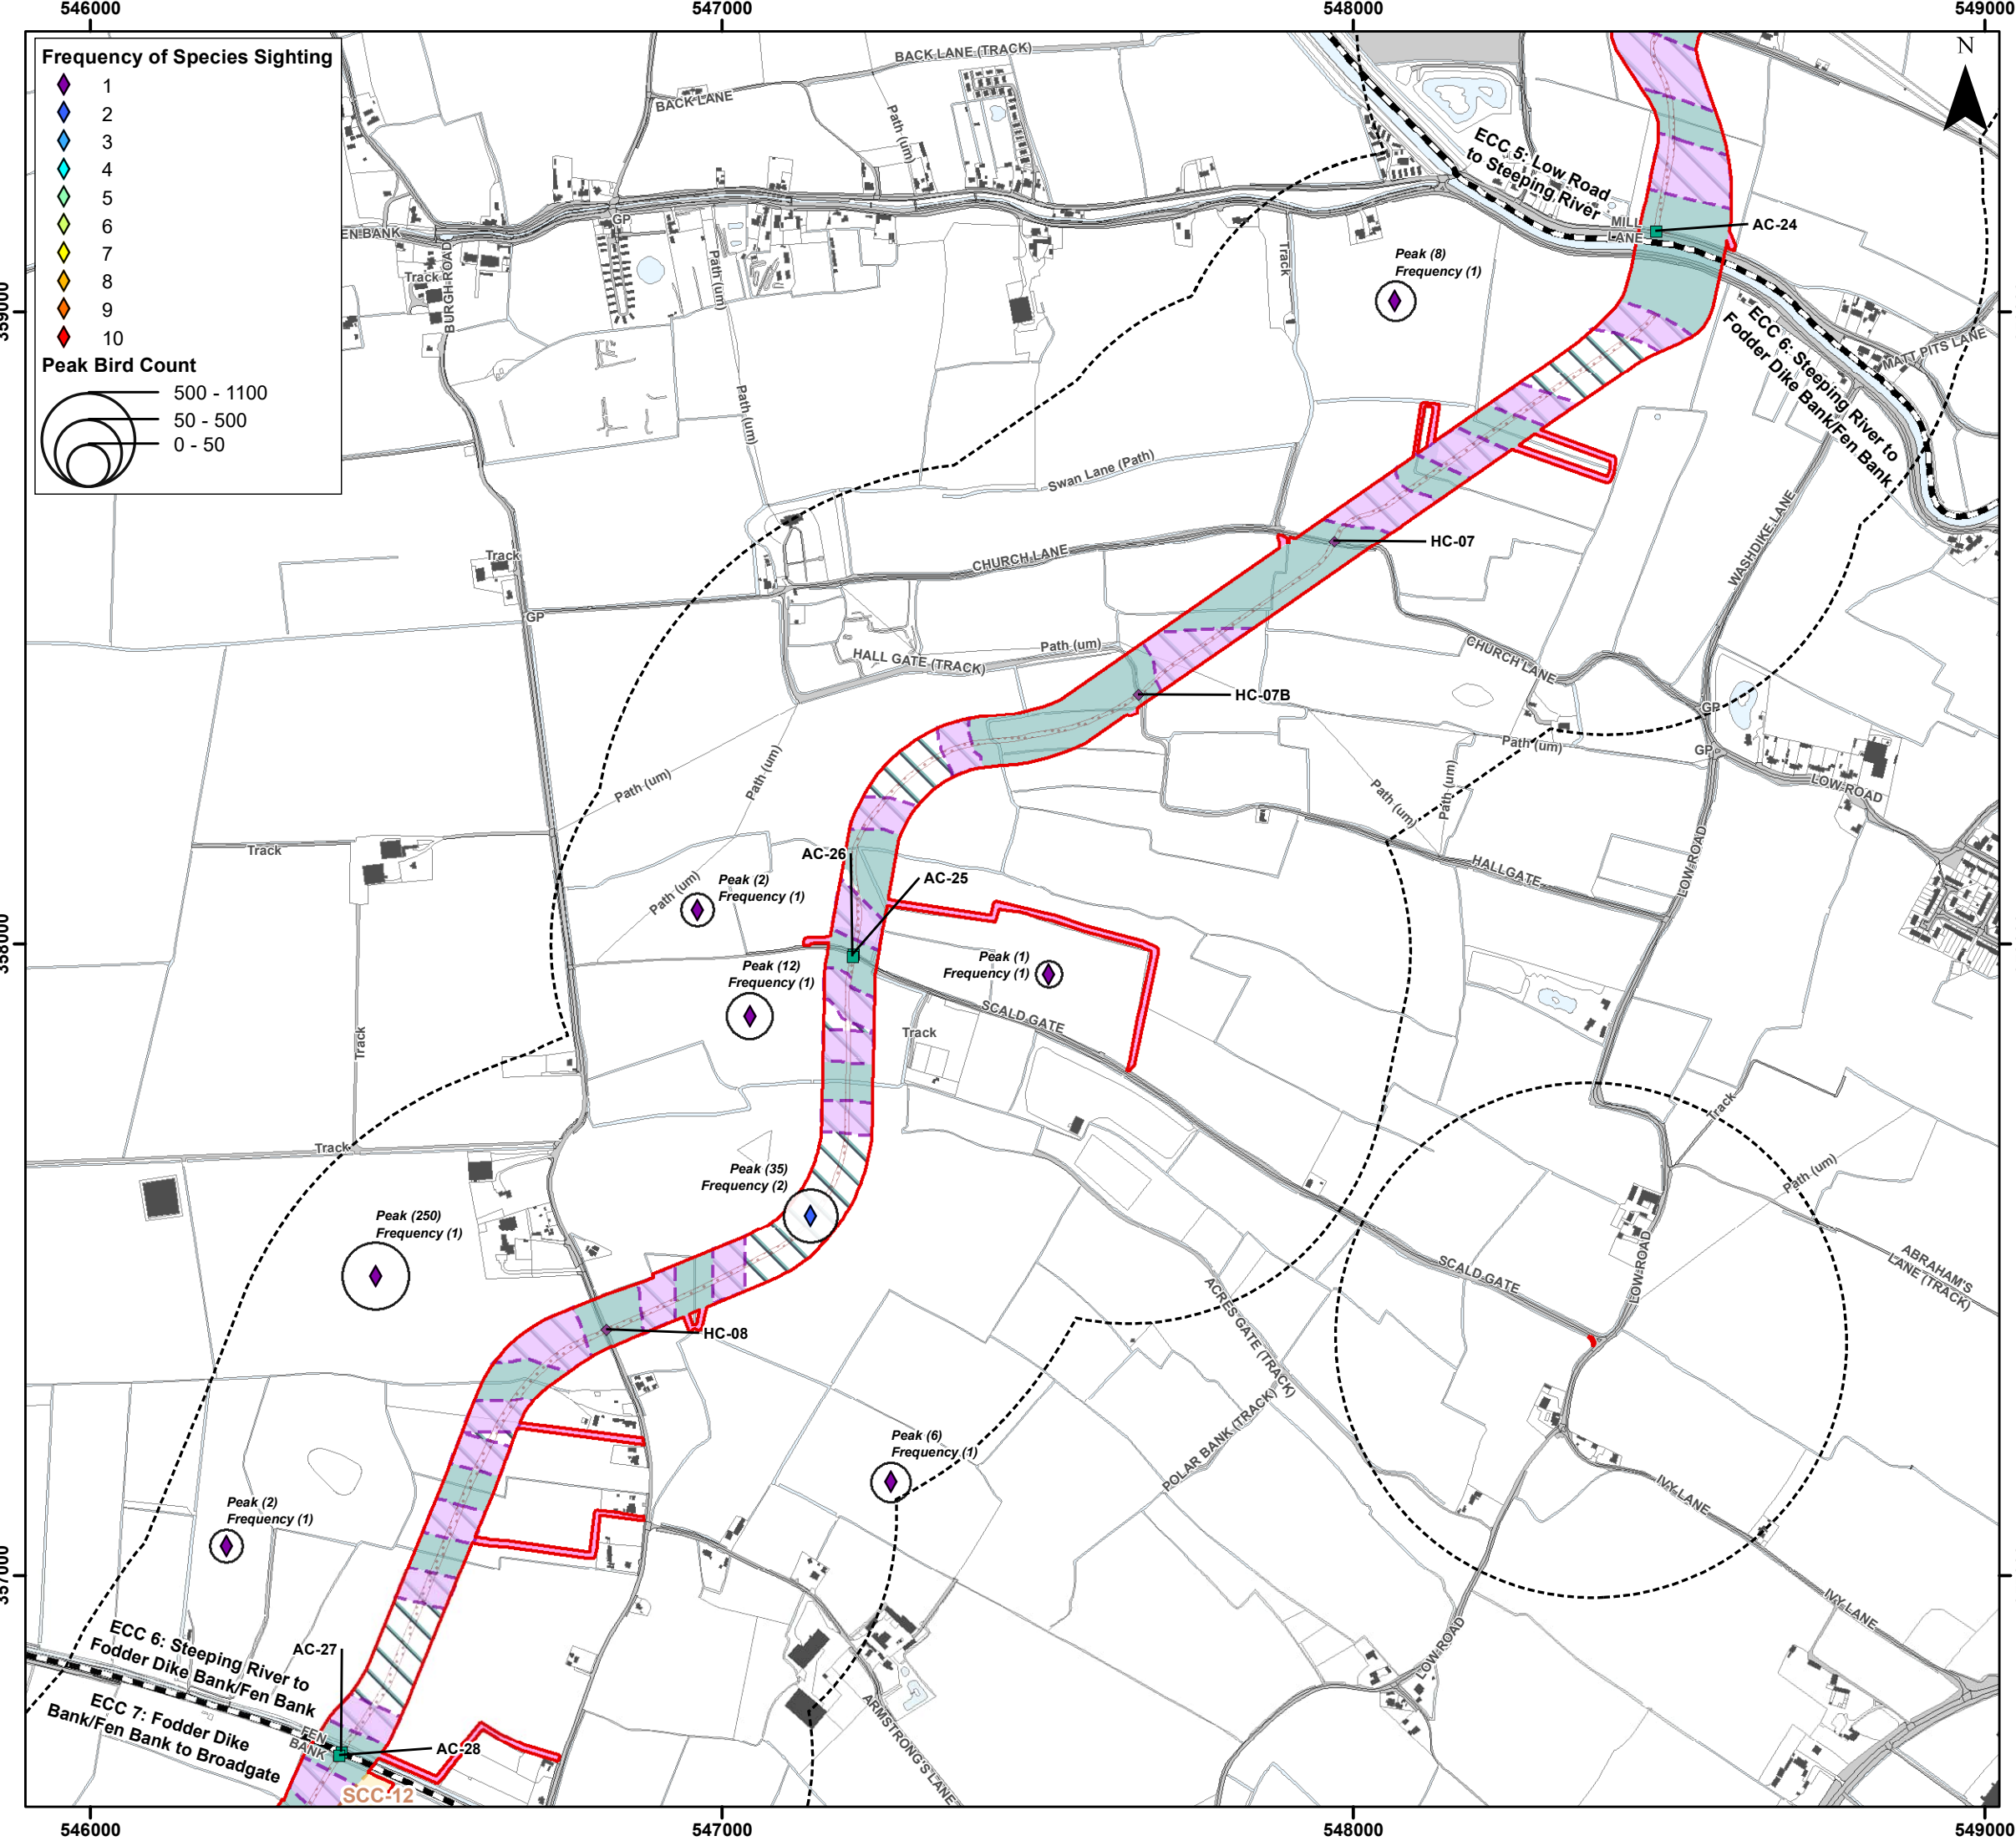 546000
547000
548000
549000
N
Frequency of Species Sighting
1
2
3
4
5
6
7
8
9
10
Peak Bird Count
500 - 1100
50 - 500
0 - 50
BACK LANE (TRACK)
BACK LANE
Path (um)
ECC 5: Low Road
to Steeping River
MILL
LANE
AC-24
EN BANK
GP
Track
BURGH ROAD
Path (um)
Track
Peak (8)
Frequency (1)
359000
MATT PITS LANE
ECC 6: Steeping River to
Fodder Dike Bank/Fen Bank
Path (um)
Swan Lane (Path)
WASHDIKE LANE
Track
CHURCH LANE
HC-07
GP
HALL GATE (TRACK)
Path (um)
CHURCH LANE
HC-07B
GP
Path (um)
GP
Path (um)
Path (um)
Path (um)
Path (um)
LOW ROAD
Track
AC-26
AC-25
HALLGATE
LOW ROAD
Path (um)
Peak (2)
Frequency (1)
358000
Peak (12)
Frequency (1)
Peak (1)
Frequency (1)
SCALD GATE
Track
Track
Track
Track
Peak (35)
Frequency (2)
Path (um)
Peak (250)
Frequency (1)
SCALD GATE
LOW ROAD
ABRAHAM'S
LANE (TRACK)
ACRES GATE (TRACK)
HC-08
POLAR BANK (TRACK)
Peak (6)
Frequency (1)
IVY LANE
Peak (2)
Frequency (1)
357000
IVY LANE
ECC 6: Steeping River to
Fodder Dike Bank/Fen Bank
AC-27
LOW ROAD
ECC 7: Fodder Dike
Bank/Fen Bank to Broadgate
FEN
BANK
AC-28
ARMSTRONG'S LANE
SCC-12
546000
547000
548000
549000